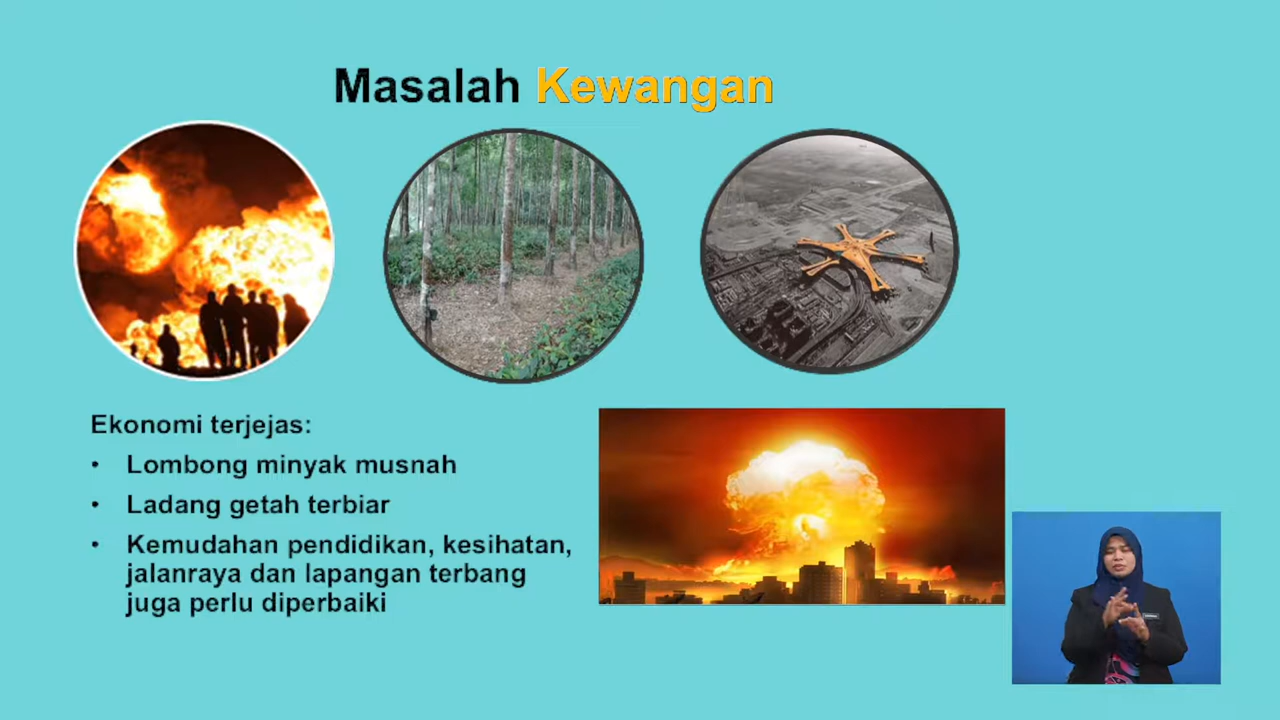 Masalah Kewangan
Ekonomi terjejas:
• Lombong minyak musnah
• Ladang getah terbiar
• Kemudahan pendidikan, kesihatan,
jalanraya dan lapangan terbang
juga perlu diperbaiki